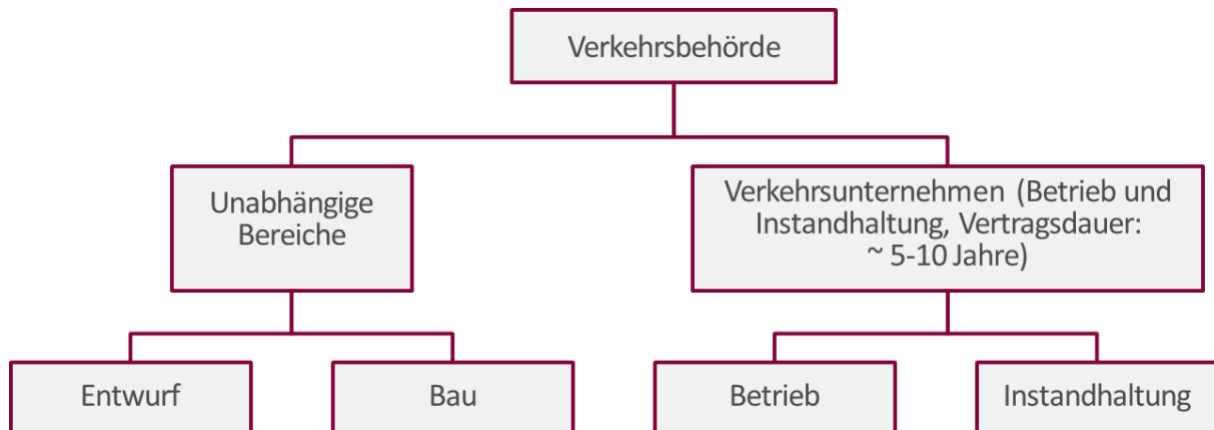 Verkehrsbehörde
Unabhängige
Bereiche
Verkehrsunternehmen (Betrieb und
Instandhaltung, Vertragsdauer:
~ 5-10 Jahre)
Entwurf
Bau
Betrieb
Instandhaltung